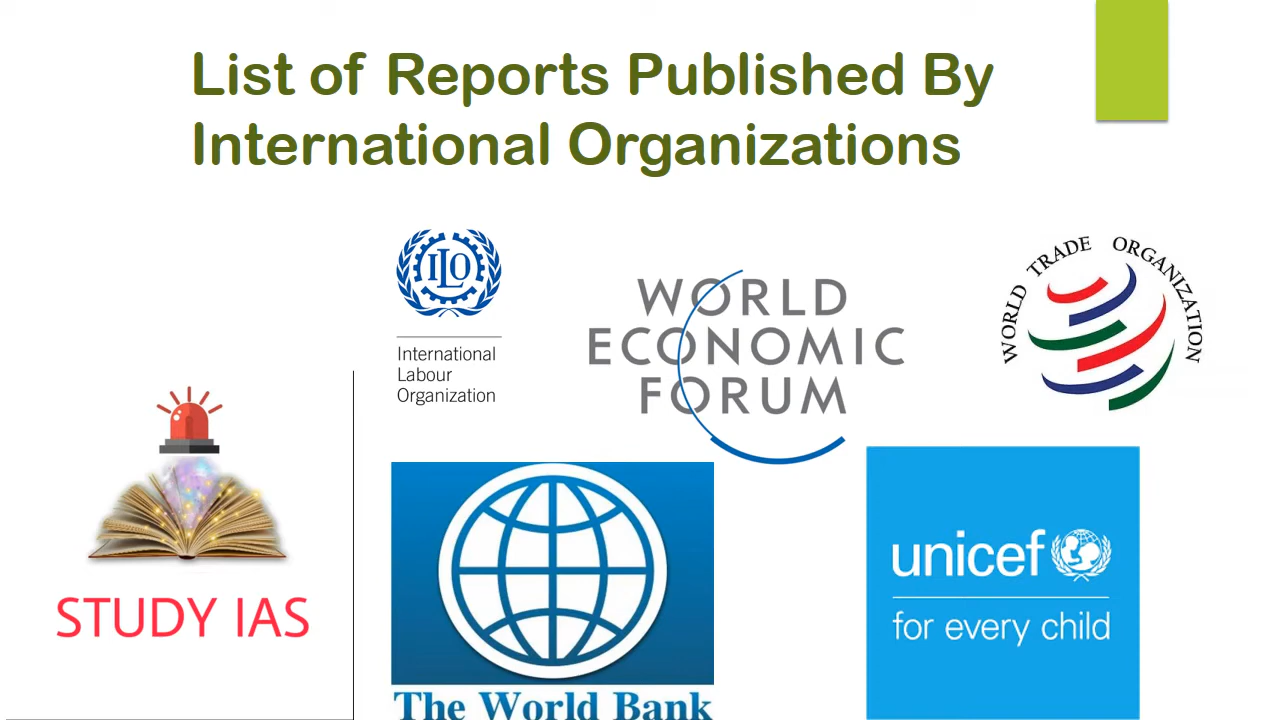 List of Reports Published By
International Organizations
ILO
International
Labour
Organization
WORLD
ECONOMIC
FORUM
WORLD TRADE ORGANIZATION
STUDY IAS
The World Bank
unicef
for every child